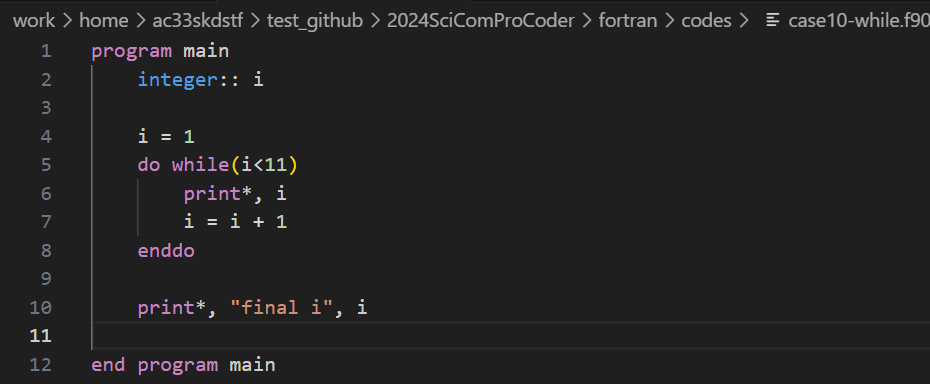 work > home > ac33skdstf > test_github > 2024SciComProCoder > fortran > codes > case10-while.f90
1 program main
2     integer:: i
3
4     i = 1
5     do while(i<11)
6         print*, i
7         i = i + 1
8     enddo
9
10     print*, "final i", i
11
12 end program main